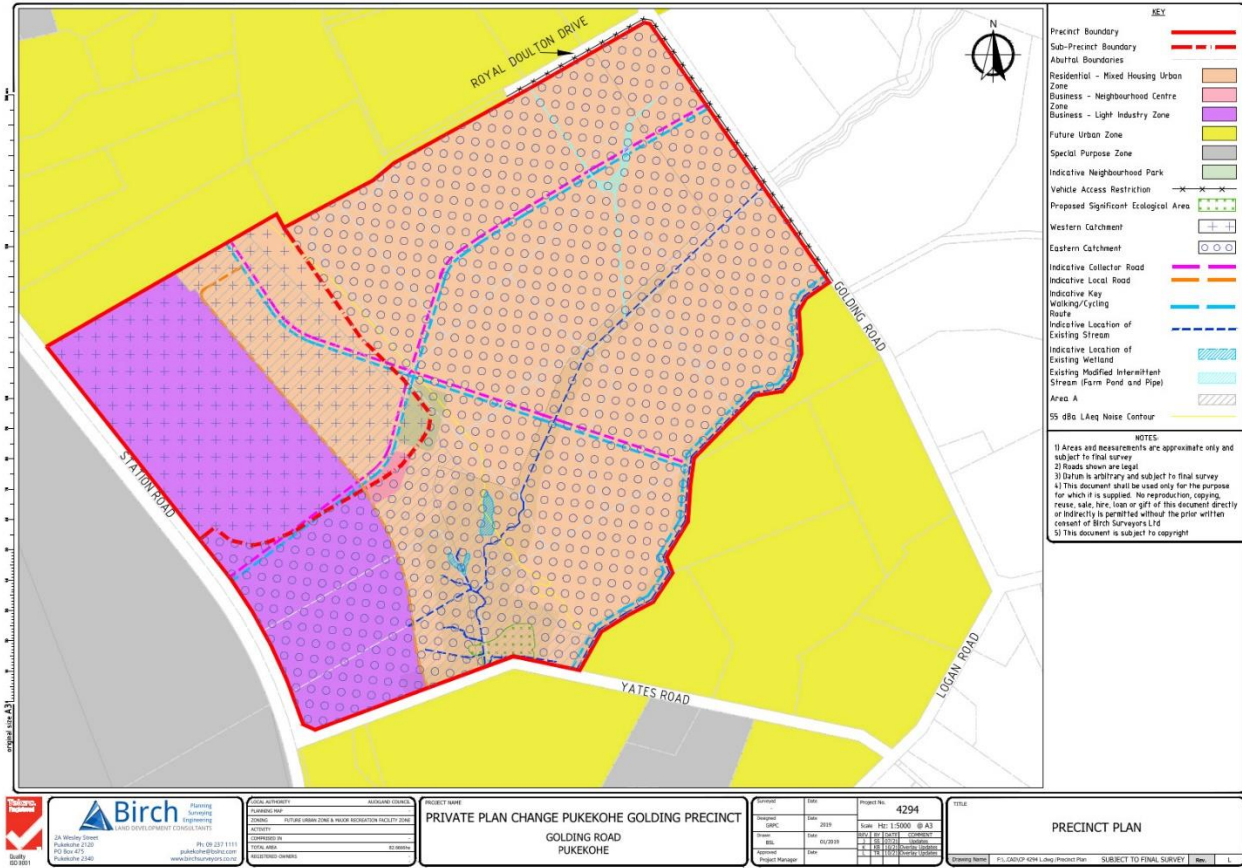 ROYAL DOULTON DRIVE
N
GOLDING ROAD
STATION ROAD
YATES ROAD
LOGAN ROAD
original size A3
KEY
Precinct Boundary
Sub-Precinct Boundary
Abuttal Boundaries
Residential - Mixed Housing Urban
Zone
Business - Neighbourhood Centre
Zone
Business - Light Industry Zone
Future Urban Zone
Special Purpose Zone
Indicative Neighbourhood Park
Vehicle Access Restriction
Proposed Significant Ecological Area
Western Catchment
Eastern Catchment
Indicative Collector Road
Indicative Local Road
Indicative Key
Walking/Cycling
Route
Indicative Location of
Existing Stream
Indicative Location of
Existing Wetland
Existing Modified Intermittent
Stream (Farm Pond and Pipe)
Area A
55 dBa LAeq Noise Contour
NOTES:
1) Areas and measurements are approximate only and
subject to final survey
2) Roads shown are legal
3) Datum is arbitrary and subject to final survey
4) This document shall be used only for the purpose
for which it is supplied. No reproduction, copying,
reuse, sale, hire, loan or gift of this document directly
or indirectly is permitted without the prior written
consent of Birch Surveyors Ltd
5) This document is subject to copyright
Telarc
Registered
Quality
ISO 9001
Birch
Planning
Surveying
Engineering
LAND DEVELOPMENT CONSULTANTS
2A Wesley Street
Pukekohe 2120
PO Box 475
Pukekohe 2340
Ph: 09 237 1111
pukekohe@bslnz.com
www.birchsurveyors.co.nz
LOCAL AUTHORITY AUCKLAND COUNCIL
PLANNING MAP
ZONING FUTURE URBAN ZONE & MAJOR RECREATION FACILITY ZONE
ACTIVITY
COMPRISED IN
TOTAL AREA
REGISTERED OWNERS
PROJECT NAME
PRIVATE PLAN CHANGE PUKEKOHE GOLDING PRECINCT
GOLDING ROAD
PUKEKOHE
Surveyed - Date
Designed GMPC Date 2019
Drawn BSL Date 01/2019
Approved Project Manager Date
Project No. 4294
Scale Hz: 1:5000 @ A3
REV BY DATE COMMENT
TITLE
PRECINCT PLAN
SUBJECT TO FINAL SURVEY Rev. L